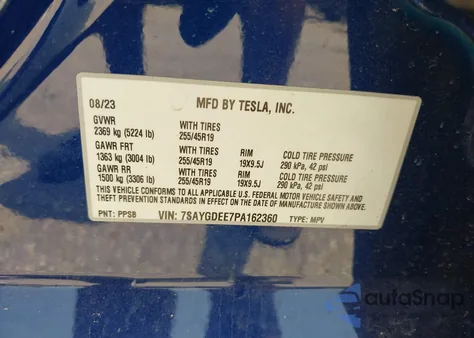 08/23 MFD BY TESLA, INC.
GVWR
2369 kg (5224 lb) WITH TIRES 255/45R19
GAWR FRT
1363 kg (3004 lb) WITH TIRES 255/45R19 RIM 19X9.5J COLD TIRE PRESSURE 290 kPa, 42 psi
GAWR RR
1500 kg (3306 lb) WITH TIRES 255/45R19 RIM 19X9.5J COLD TIRE PRESSURE 290 kPa, 42 psi
THIS VEHICLE CONFORMS TO ALL APPLICABLE U.S. FEDERAL MOTOR VEHICLE SAFETY AND
THEFT PREVENTION STANDARDS IN EFFECT ON THE DATE OF MANUFACTURE SHOWN ABOVE.
PNT: PPSB VIN: 7SAYGDEE7PA162360 TYPE: MPV
autoSnap